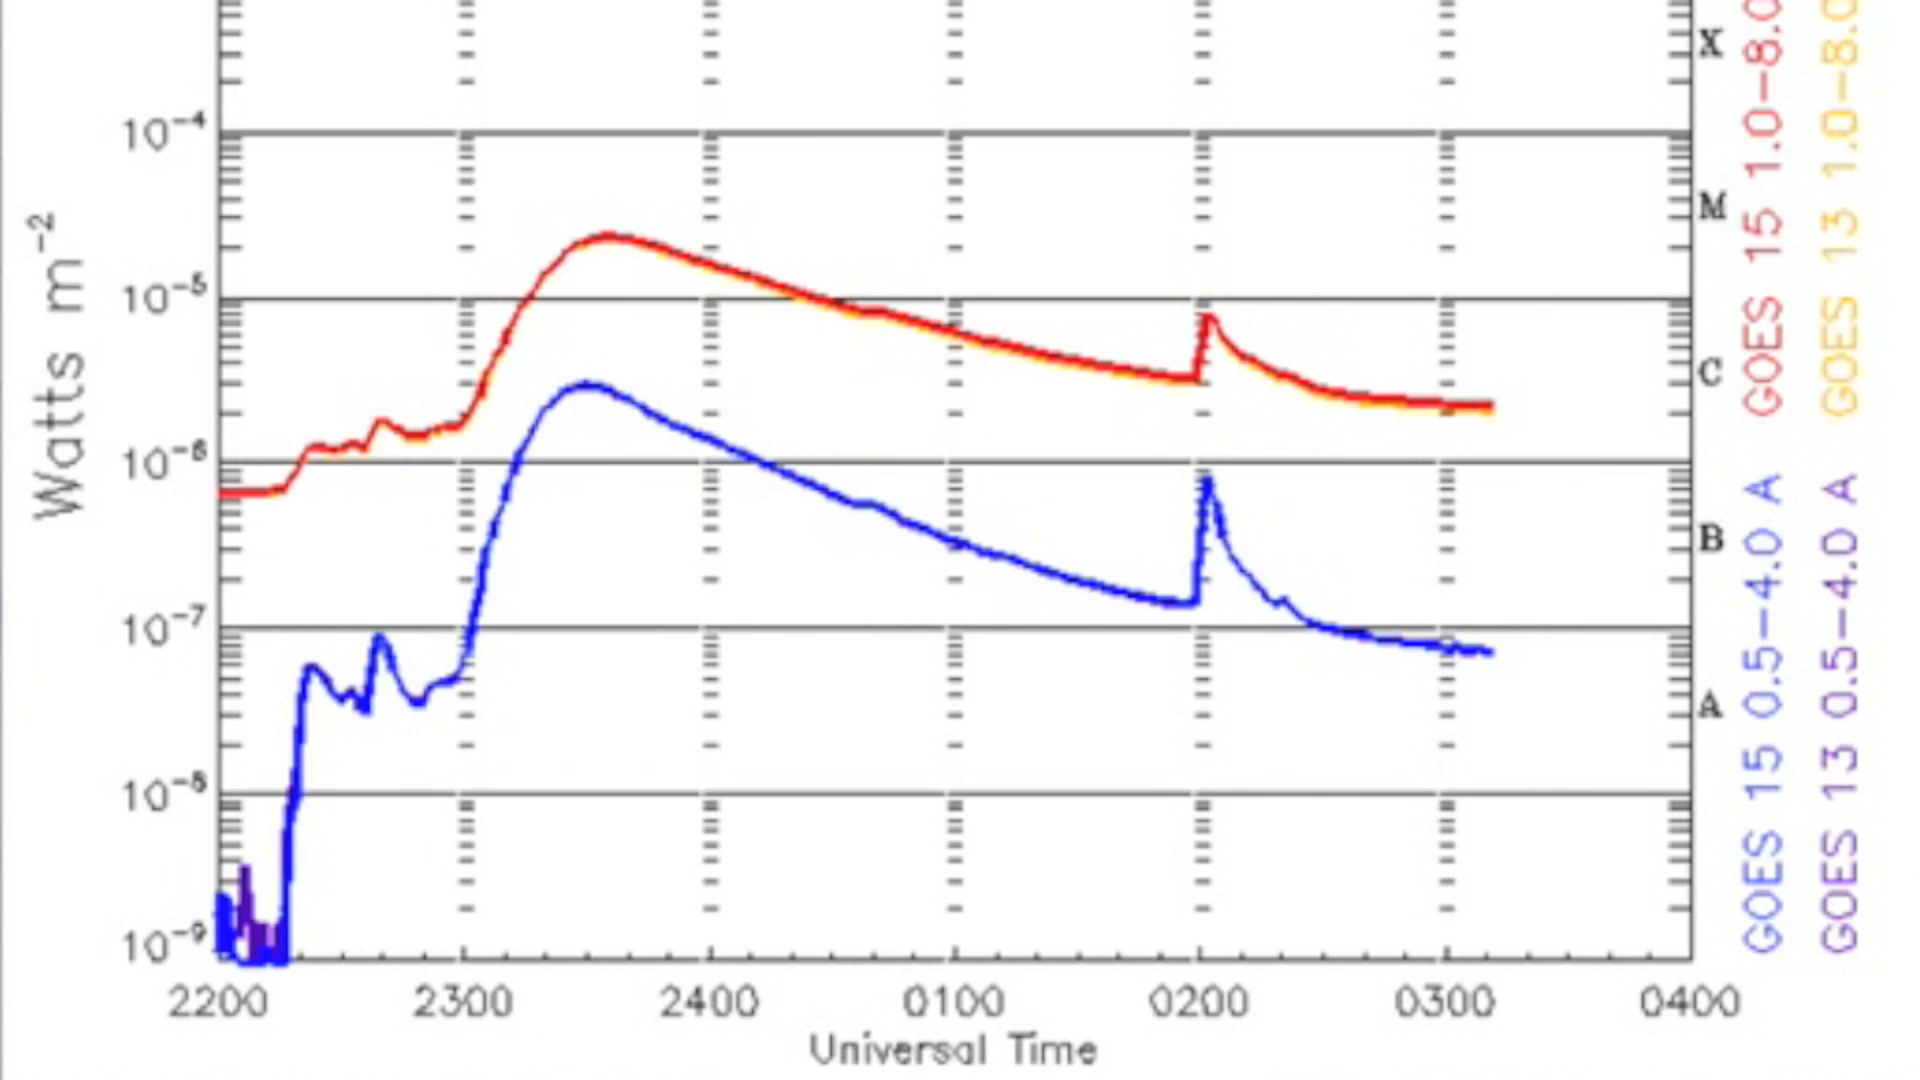 10⁻⁴
10⁻⁵
10⁻⁶
10⁻⁷
10⁻⁸
10⁻⁹
Watts m⁻²
2200 2300 2400 0100 0200 0300 0400
Universal Time
X
M
C
B
A
GOES 15 0.5-4.0 A GOES 15 1.0-8.0
GOES 13 0.5-4.0 A GOES 13 1.0-8.0